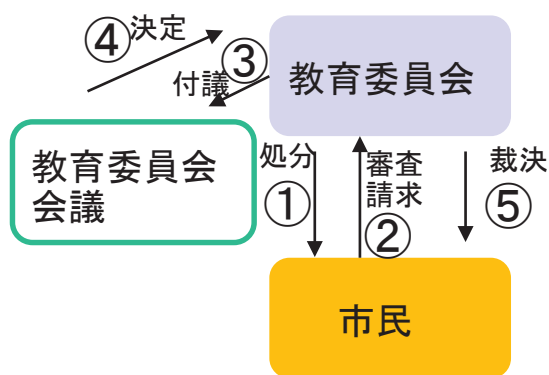 ④決定
③
付議
教育委員会
教育委員会
会議
処分
①
審査
請求
②
裁決
⑤
市民